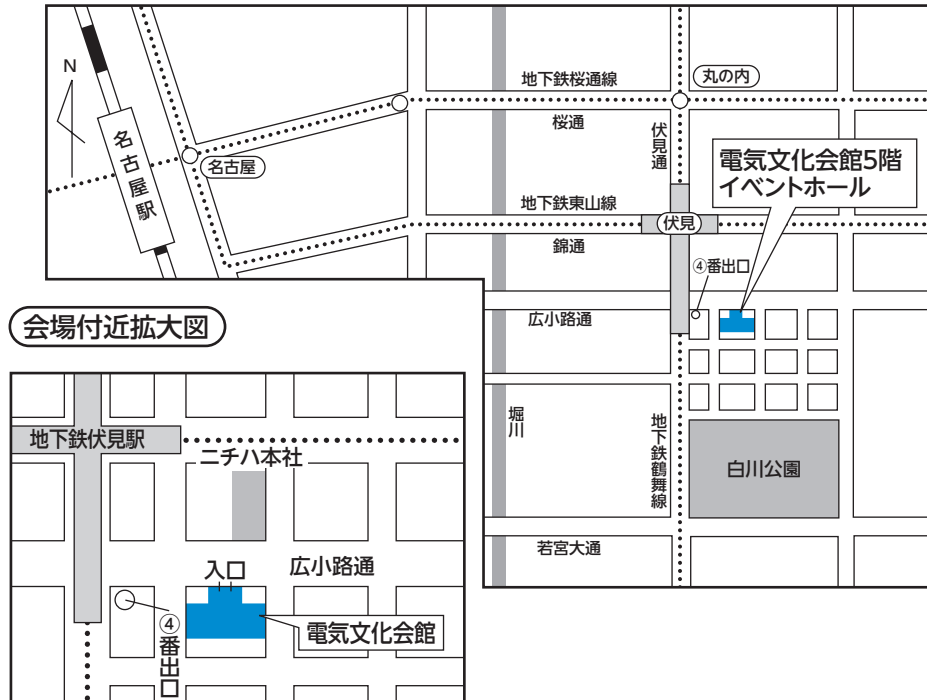 N
名古屋駅
名古屋
地下鉄桜通線
桜通
丸の内
伏見通
電気文化会館5階
イベントホール
地下鉄東山線
伏見
錦通
④番出口
広小路通
堀川
地下鉄鶴舞線
白川公園
若宮大通
会場付近拡大図
地下鉄伏見駅
ニチハ本社
入口
広小路通
④番出口
電気文化会館